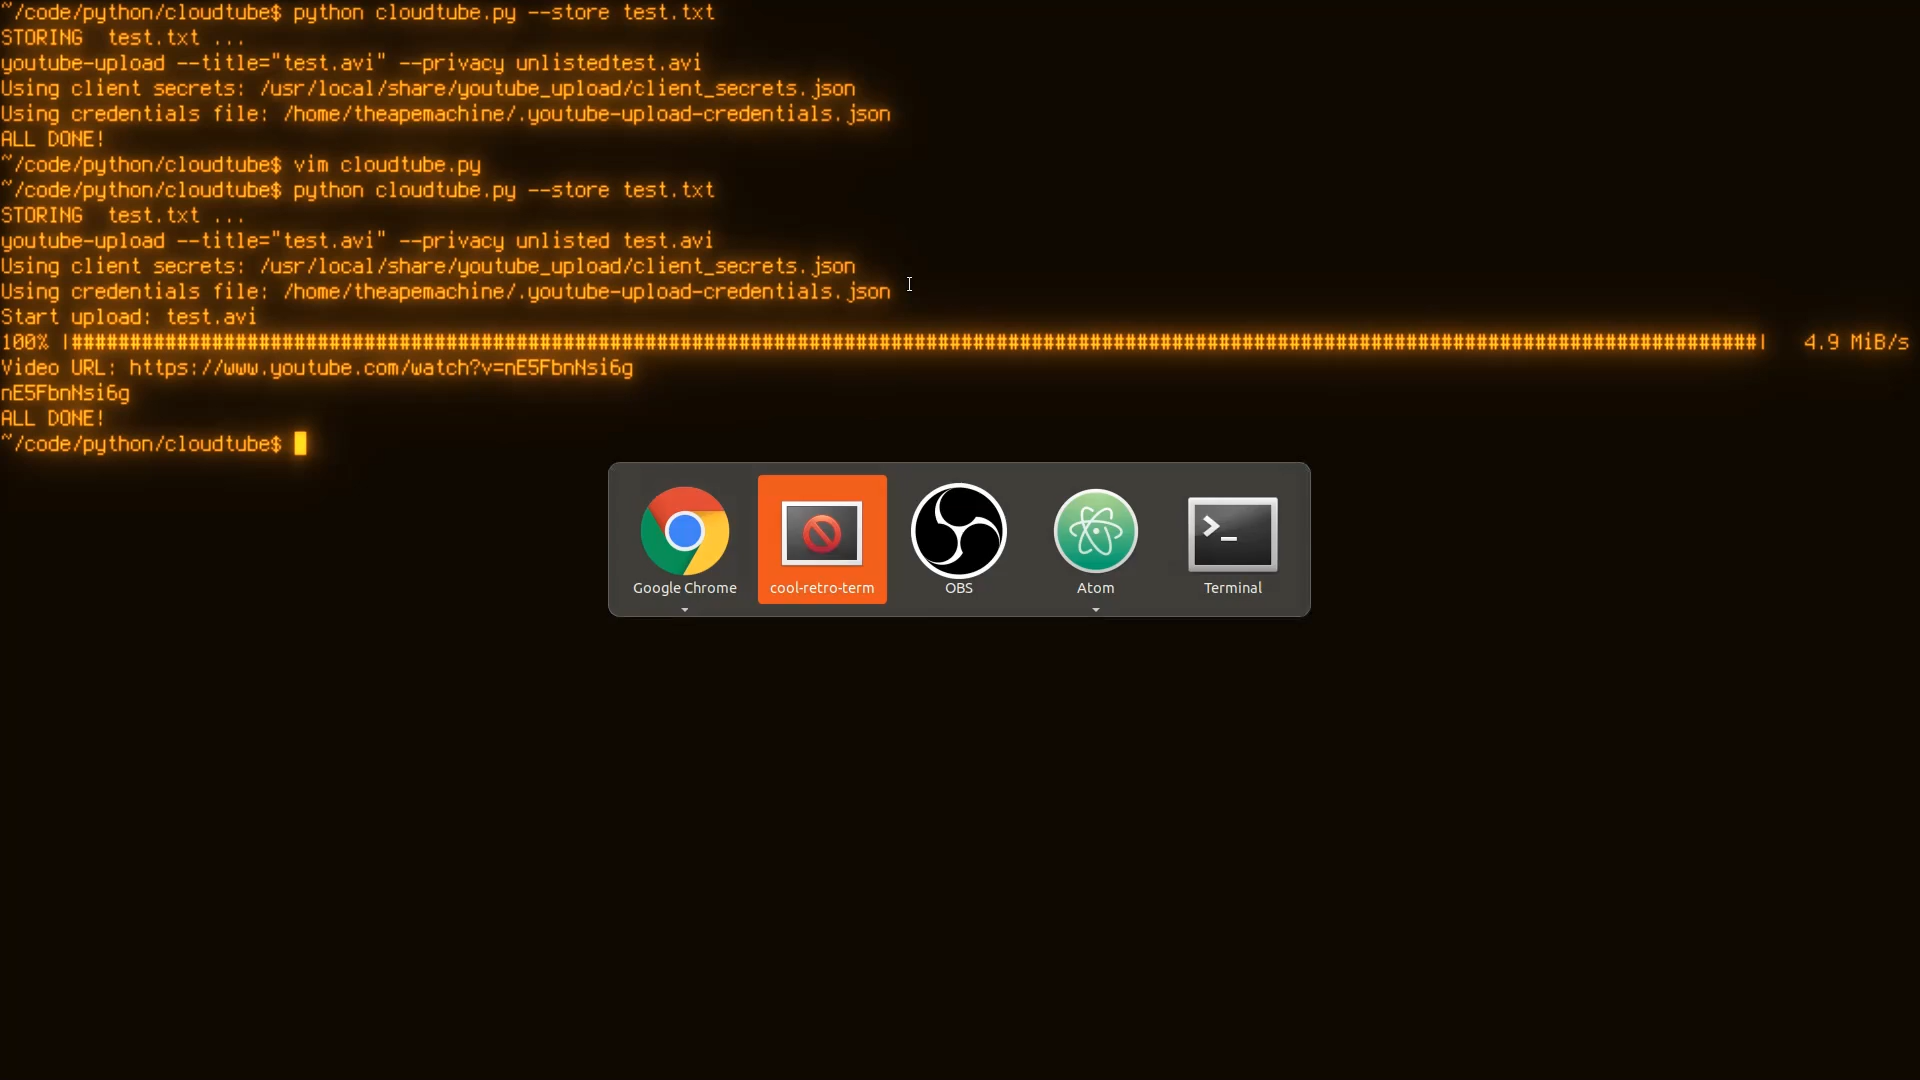 ~/code/python/cloudtube$ python cloudtube.py --store test.txt
STORING  test.txt ...
youtube-upload --title="test.avi" --privacy unlistedtest.avi
Using client secrets: /usr/local/share/youtube_upload/client_secrets.json
Using credentials file: /home/theapemachine/.youtube-upload-credentials.json
ALL DONE!
~/code/python/cloudtube$ vim cloudtube.py
~/code/python/cloudtube$ python cloudtube.py --store test.txt
STORING  test.txt ...
youtube-upload --title="test.avi" --privacy unlisted test.avi
Using client secrets: /usr/local/share/youtube_upload/client_secrets.json
Using credentials file: /home/theapemachine/.youtube-upload-credentials.json
Start upload: test.avi
100% |################################################################################################################################################| 4.9 MiB/s
Video URL: https://www.youtube.com/watch?v=nE5FbnNsi6g
nE5FbnNsi6g
ALL DONE!
~/code/python/cloudtube$
Google Chrome
cool-retro-term
OBS
Atom
Terminal